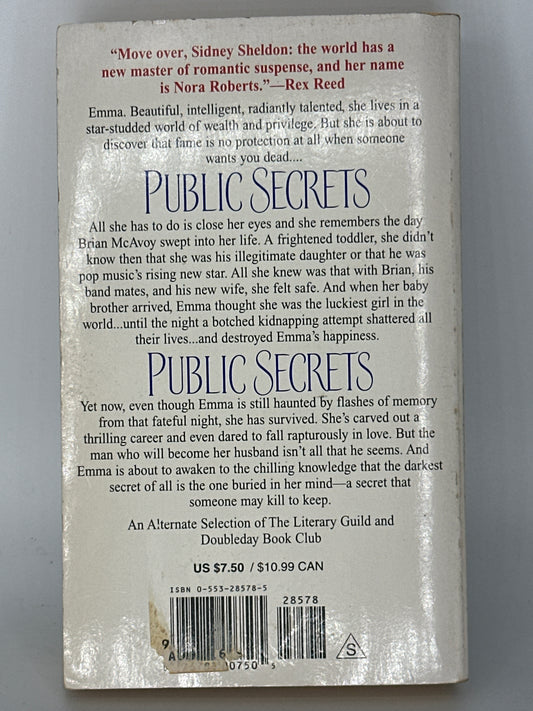 “Move over, Sidney Sheldon: the world has a
new master of romantic suspense, and her name
is Nora Roberts.”—Rex Reed
Emma. Beautiful, intelligent, radiantly talented, she lives in a
star-studded world of wealth and privilege. But she is about to
discover that fame is no protection at all when someone
wants you dead....
PUBLIC SECRETS
All she has to do is close her eyes and she remembers the day
Brian McAvoy swept into her life. A frightened toddler, she didn’t
know then that she was his illegitimate daughter or that he was
pop music’s rising new star. All she knew was that with Brian, his
band mates, and his new wife, she felt safe. And when her baby
brother arrived, Emma thought she was the luckiest girl in the
world...until the night a botched kidnapping attempt shattered all
their lives...and destroyed Emma’s happiness.
PUBLIC SECRETS
Yet now, even though Emma is still haunted by flashes of memory
from that fateful night, she has survived. She’s carved out a
thrilling career and even dared to fall rapturously in love. But the
man who will become her husband isn’t all that he seems. And
Emma is about to awaken to the chilling knowledge that the darkest
secret of all is the one buried in her mind—a secret that
someone may kill to keep.
An Alternate Selection of The Literary Guild and
Doubleday Book Club
US $7.50 / $10.99 CAN
ISBN 0-553-28578-5
28578
9
0750 5
S